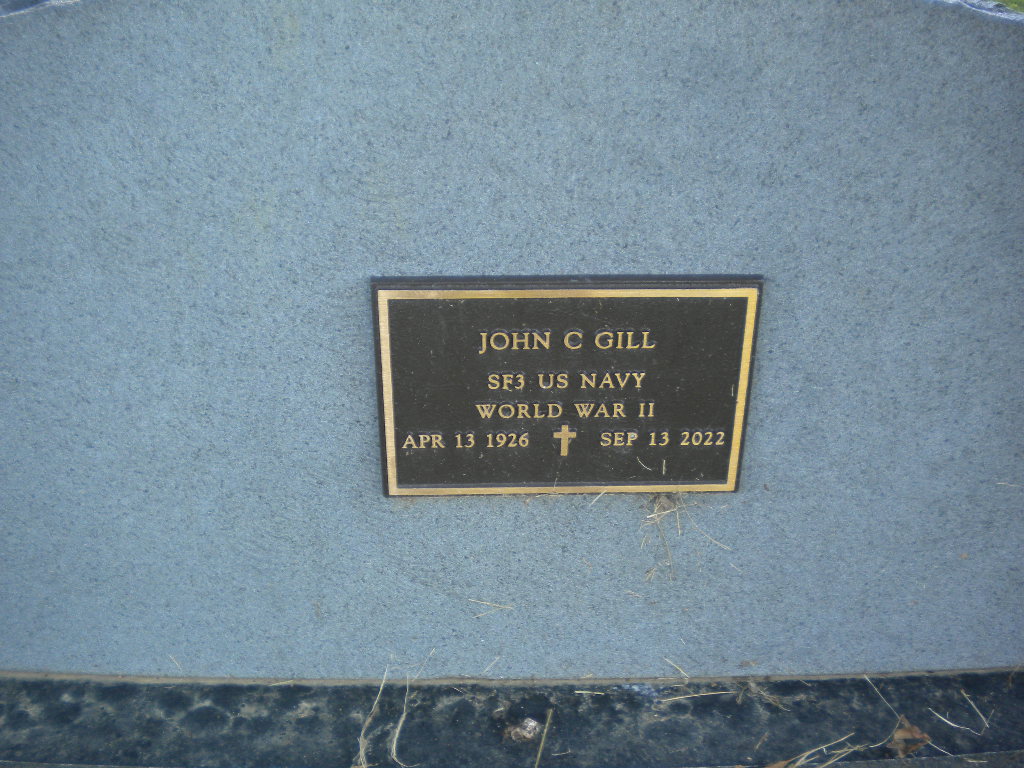 JOHN C GILL
SF3 US NAVY
WORLD WAR II
APR 13 1926 SEP 13 2022